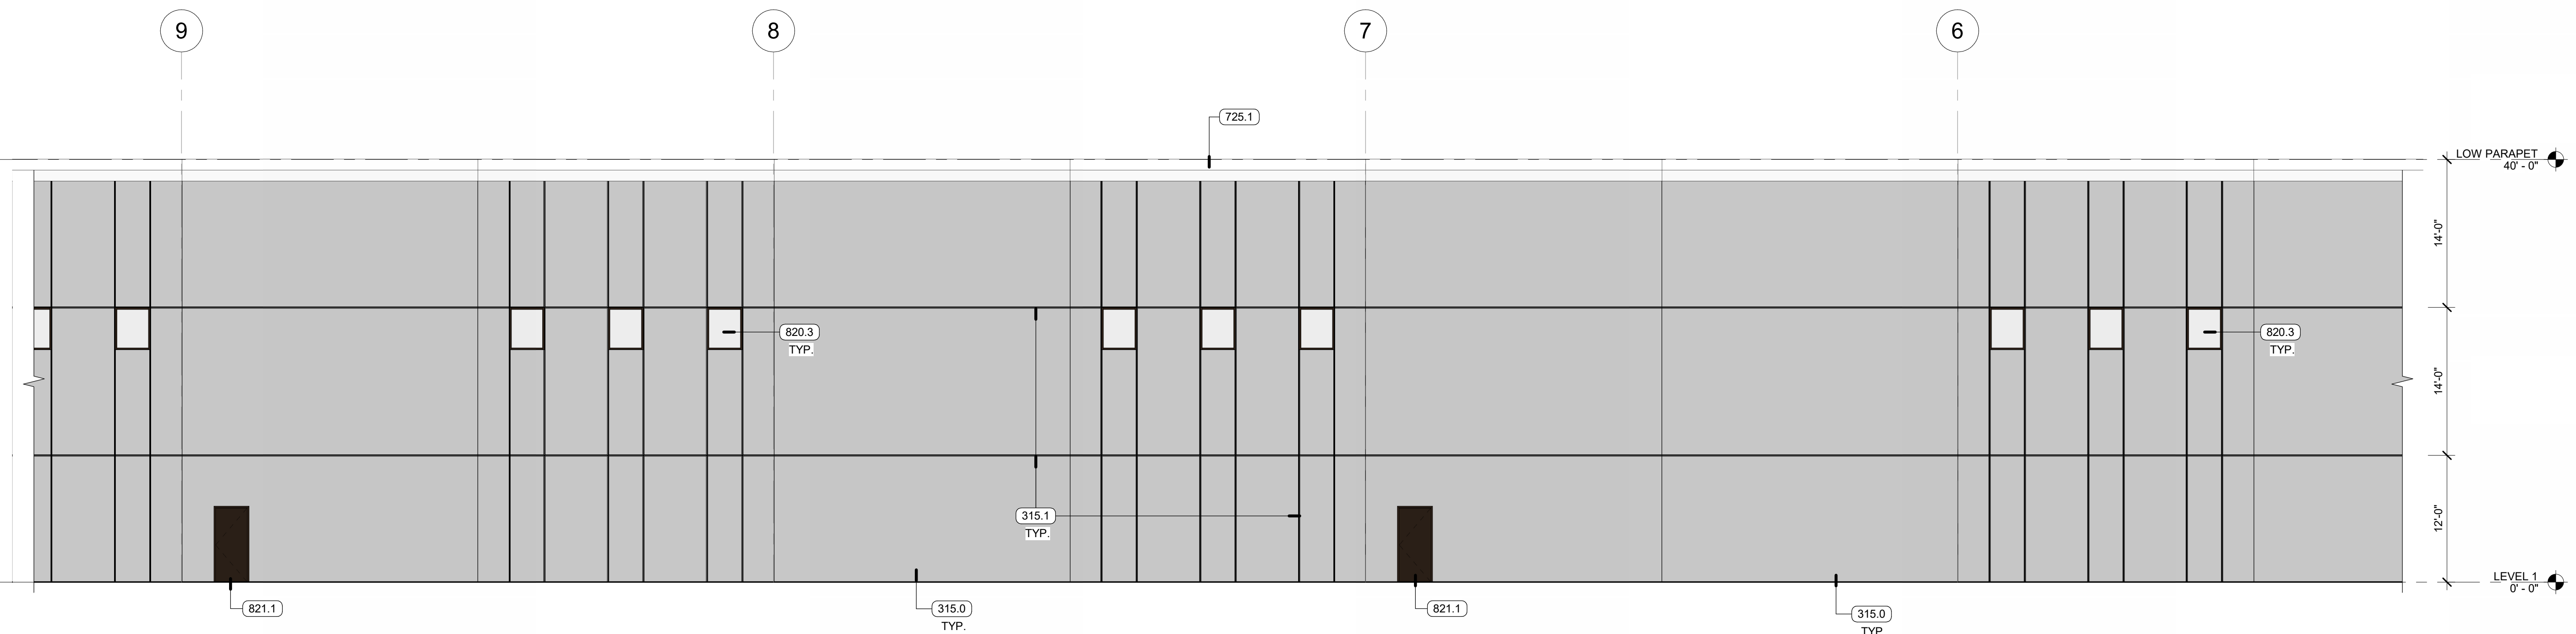 9
8
7
6
725.1
LOW PARAPET
40' - 0"
14'-0"
820.3
TYP.
820.3
TYP.
14'-0"
315.1
TYP.
12'-0"
LEVEL 1
0' - 0"
821.1
315.0
TYP.
821.1
315.0
TYP